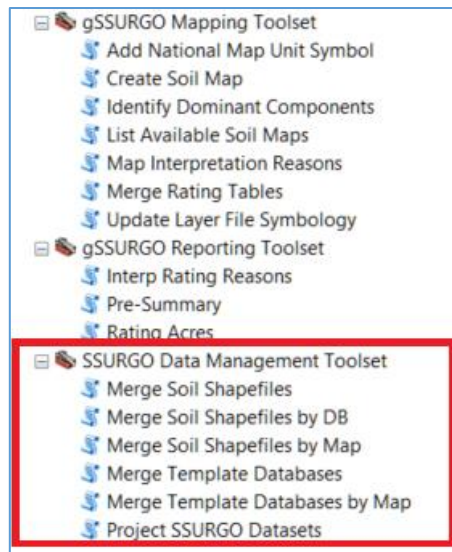 gSSURGO Mapping Toolset
Add National Map Unit Symbol
Create Soil Map
Identify Dominant Components
List Available Soil Maps
Map Interpretation Reasons
Merge Rating Tables
Update Layer File Symbology
gSSURGO Reporting Toolset
Interp Rating Reasons
Pre-Summary
Rating Acres
SSURGO Data Management Toolset
Merge Soil Shapefiles
Merge Soil Shapefiles by DB
Merge Soil Shapefiles by Map
Merge Template Databases
Merge Template Databases by Map
Project SSURGO Datasets